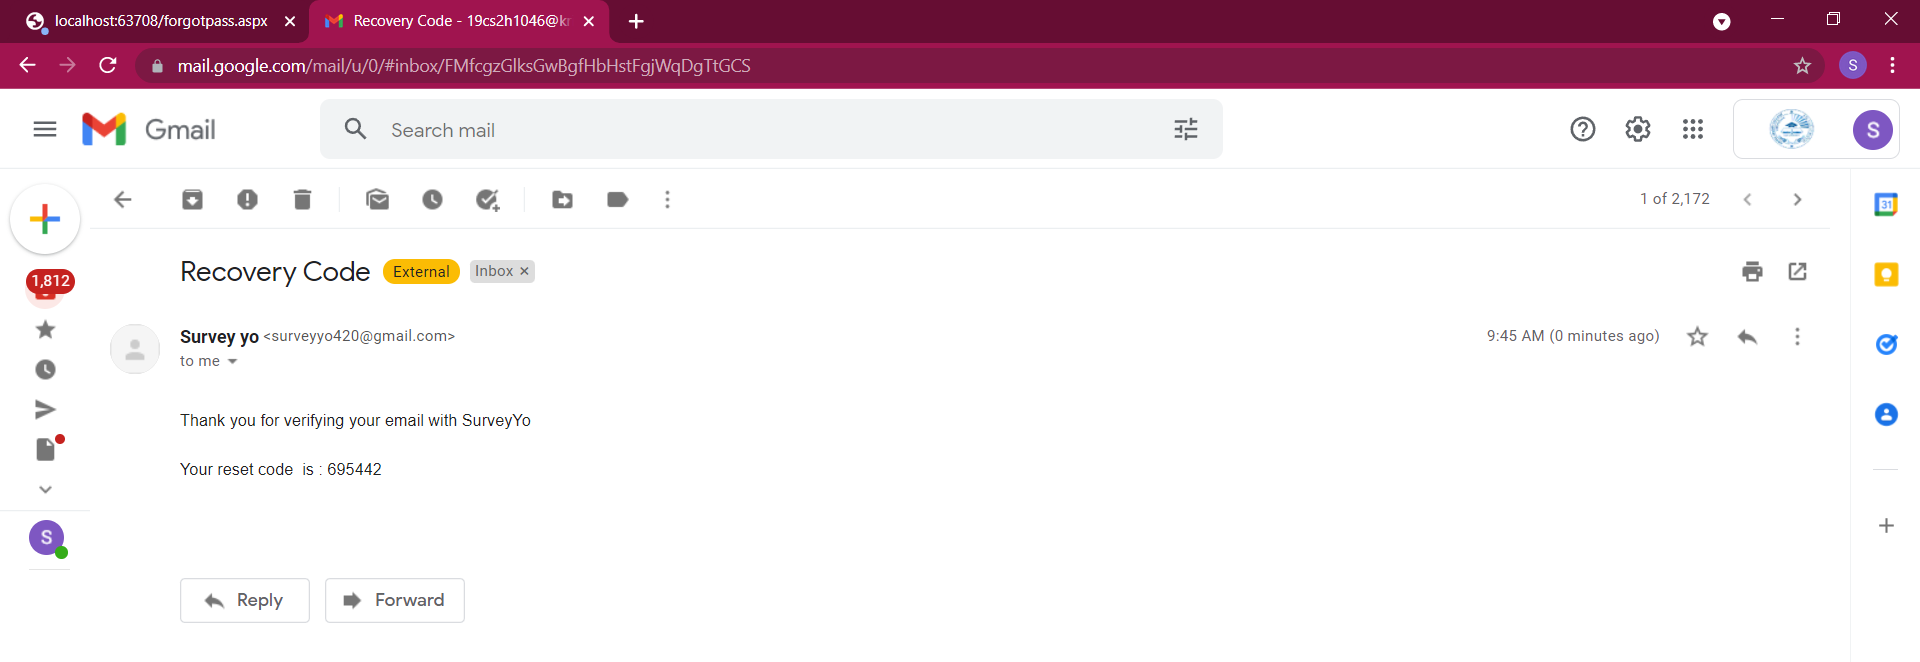 localhost:63708/forgotpass.aspx
Recovery Code - 19cs2h1046@kr
mail.google.com/mail/u/0/#inbox/FMfcgzGlksGwBgfHbHstFgjWqDgTtGCS
S
Gmail
Search mail
S
1 of 2,172
31
1,812
Recovery Code External Inbox ×
Survey yo <surveyyo420@gmail.com>
9:45 AM (0 minutes ago)
to me
Thank you for verifying your email with SurveyYo
Your reset code  is : 695442
S
Reply
Forward